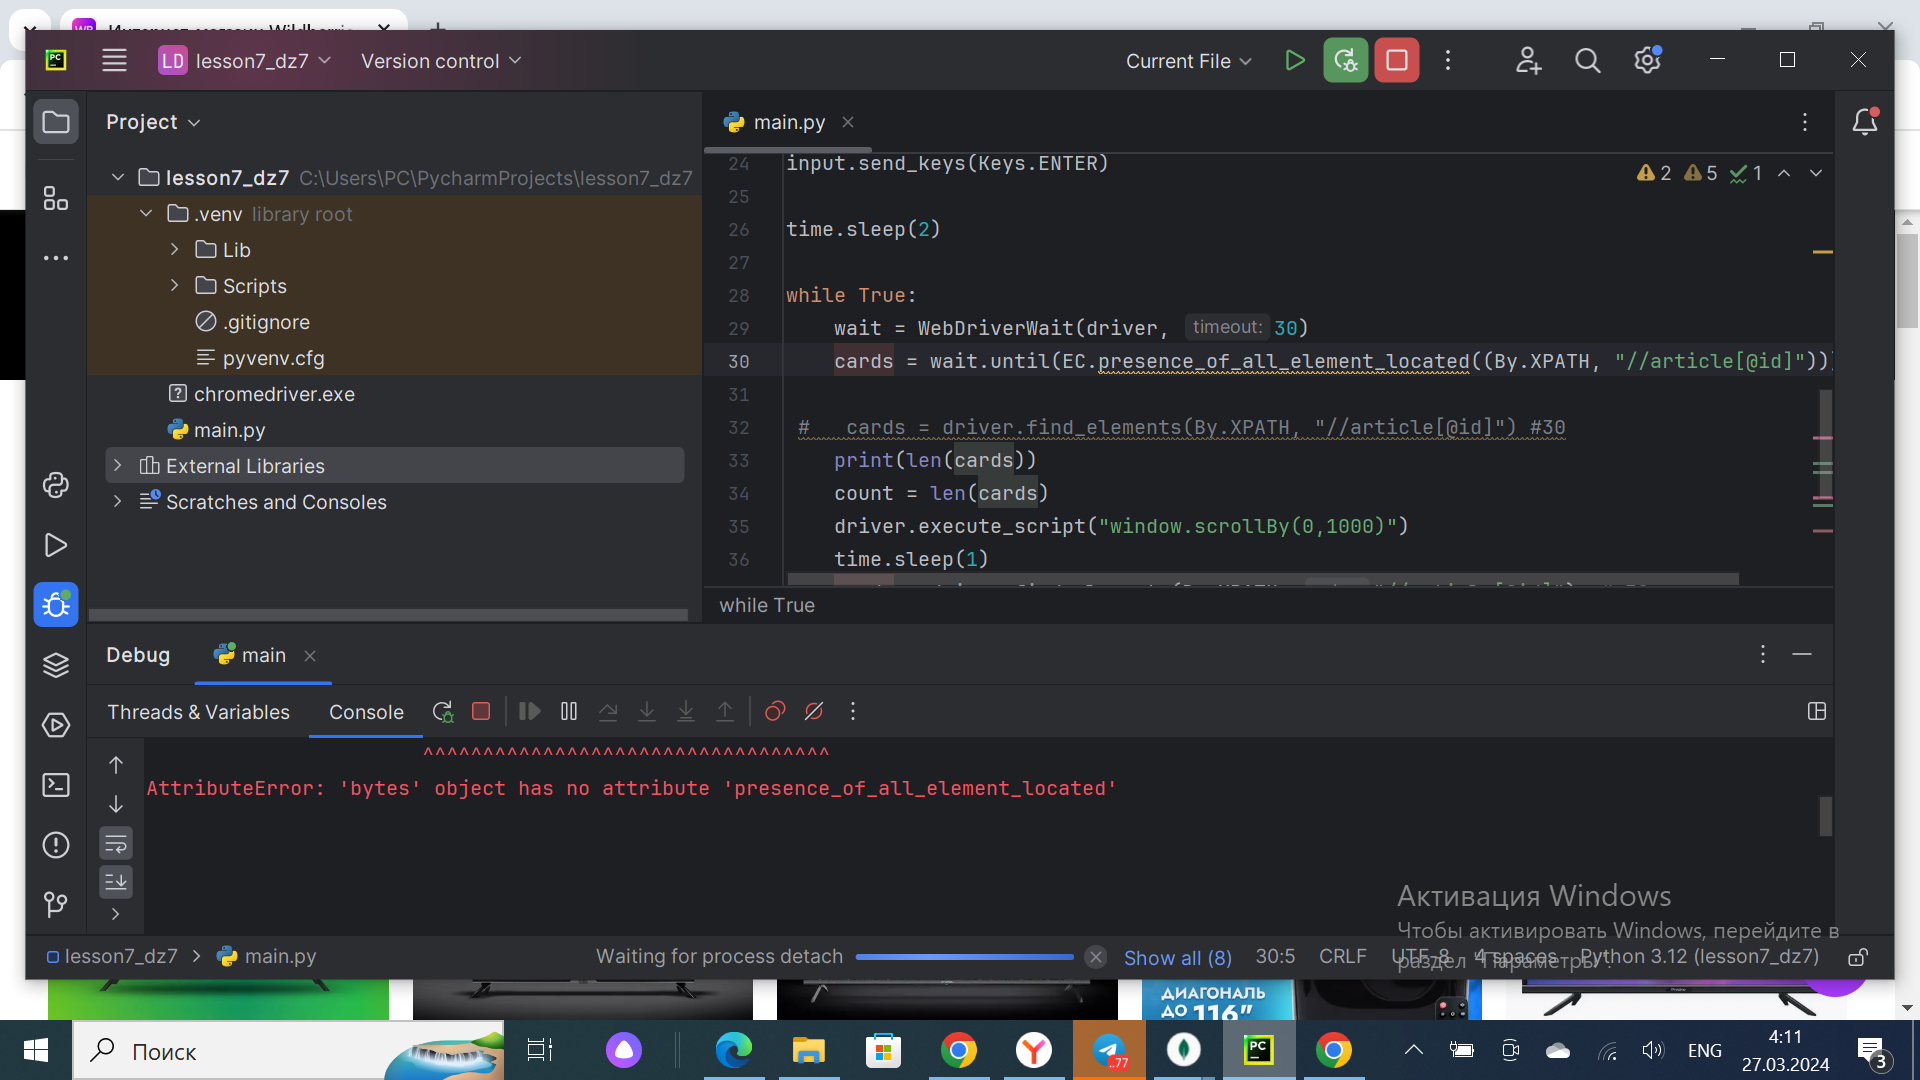 LD lesson7_dz7
Version control
Current File
Project
main.py
lesson7_dz7 C:\Users\PC\PycharmProjects\lesson7_dz7
.venv library root
Lib
Scripts
.gitignore
pyvenv.cfg
chromedriver.exe
main.py
External Libraries
Scratches and Consoles
2 5 1
24 input.send_keys(Keys.ENTER)
25
26 time.sleep(2)
27
28 while True:
29 wait = WebDriverWait(driver, timeout: 30)
30 cards = wait.until(EC.presence_of_all_element_located((By.XPATH, "//article[@id]")))
31
32 # cards = driver.find_elements(By.XPATH, "//article[@id]") #30
33 print(len(cards))
34 count = len(cards)
35 driver.execute_script("window.scrollBy(0,1000)")
36 time.sleep(1)
while True
Debug main
Threads & Variables Console
^^^^^^^^^^^^^^^^^^^^^^^^^^^^^^^^^^
AttributeError: 'bytes' object has no attribute 'presence_of_all_element_located'
Активация Windows
Чтобы активировать Windows, перейдите в
раздел "Параметры".
lesson7_dz7 > main.py
Waiting for process detach Show all (8) 30:5 CRLF UTF-8 4 spaces Python 3.12 (lesson7_dz7)
ДИАГОНАЛЬ
ДО 116”
Поиск
PC
77
ENG
4:11
27.03.2024
3